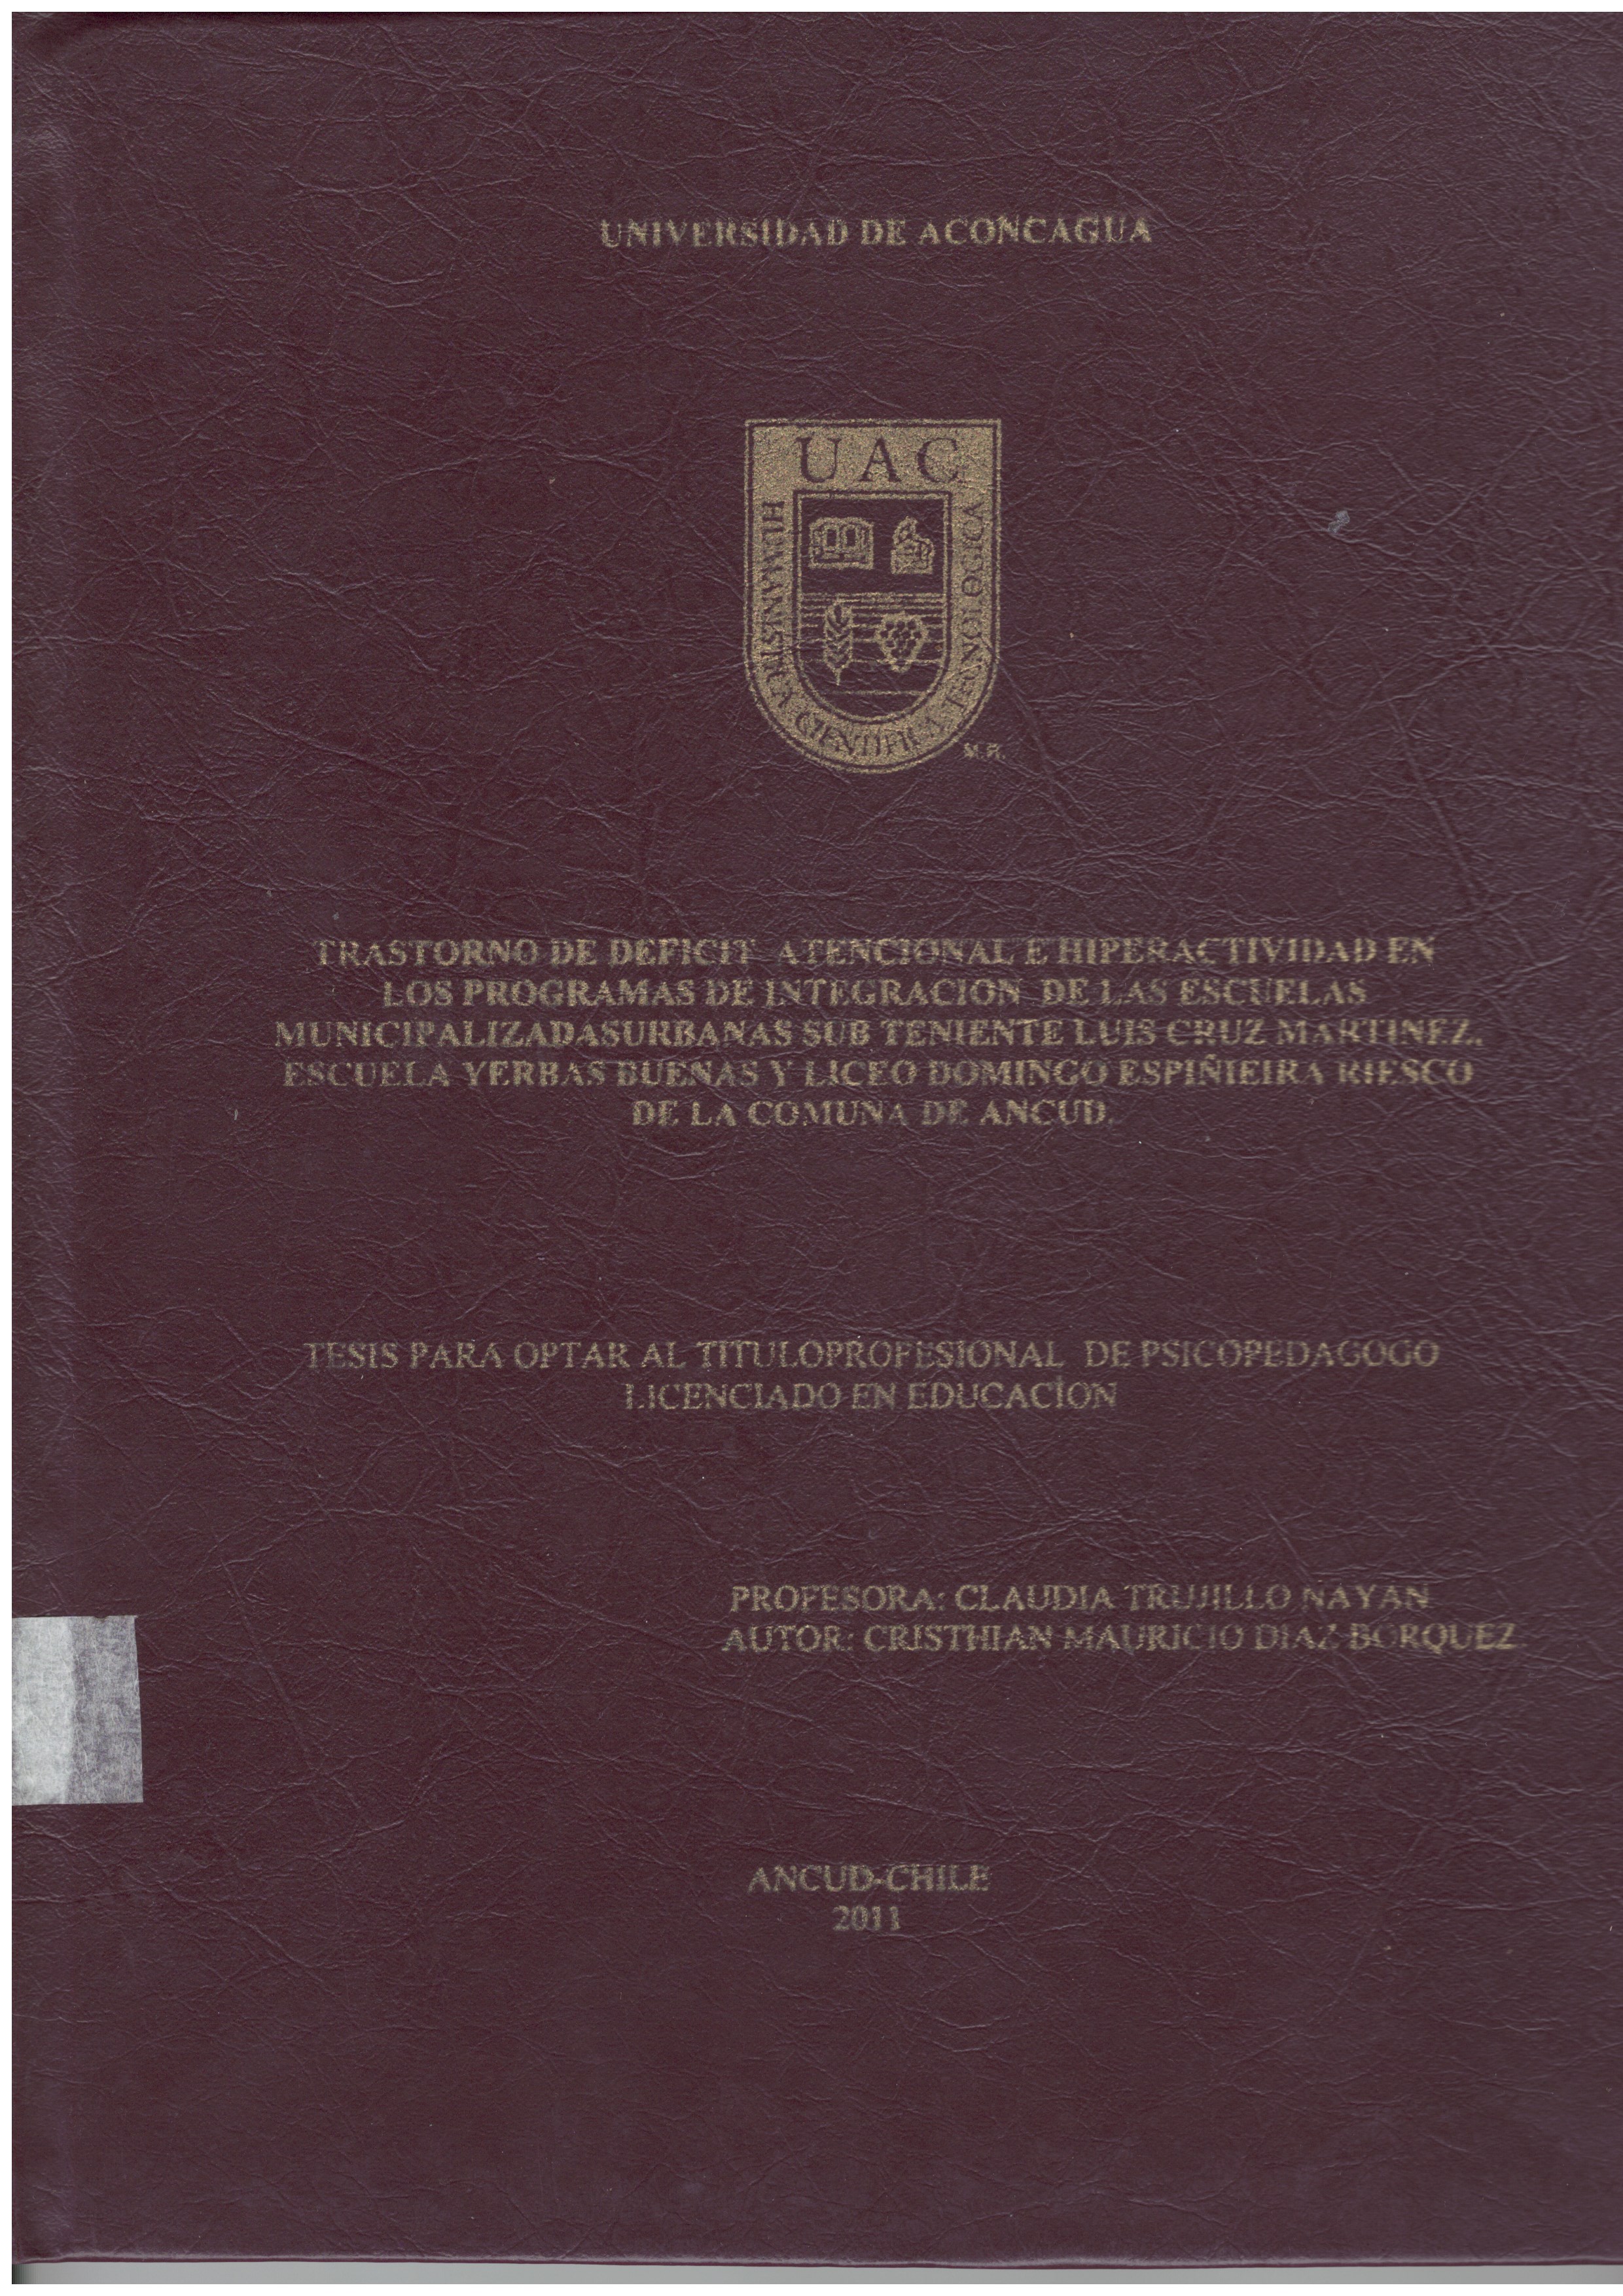 UNIVERSIDAD DE ACONCAGUA
UAC
HUMANISTA CIENTIFICA TECNOLOGICA
M.R.
TRASTORNO DE DEFICIT ATENCIONAL E HIPERACTIVIDAD EN
LOS PROGRAMAS DE INTEGRACION DE LAS ESCUELAS
MUNICIPALIZADASURBANAS SUB TENIENTE LUIS CRUZ MARTINEZ,
ESCUELA YERBAS BUENAS Y LICEO DOMINGO ESPIÑIEIRA RIESCO
DE LA COMUNA DE ANCUD.
TESIS PARA OPTAR AL TITULOPROFESIONAL DE PSICOPEDAGOGO
LICENCIADO EN EDUCACÍON
PROFESORA: CLAUDIA TRUJILLO NAYAN
AUTOR: CRISTHIAN MAURICIO DIAZ BORQUEZ
ANCUD-CHILE
2011